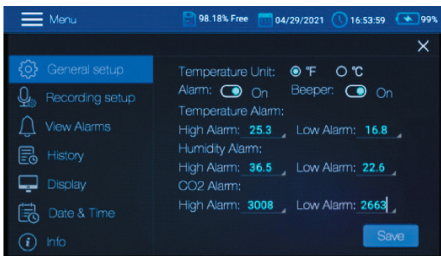 Menu 98.18% Free 04/29/2021 16:53:59 99%
General setup
Recording setup
View Alarms
History
Display
Date & Time
Info
Temperature Unit: °F °C
Alarm: On Beeper: On
Temperature Alarm:
High Alarm: 25.3 Low Alarm: 16.8
Humidity Alarm:
High Alarm: 36.5 Low Alarm: 22.6
CO2 Alarm:
High Alarm: 3008 Low Alarm: 2663
Save